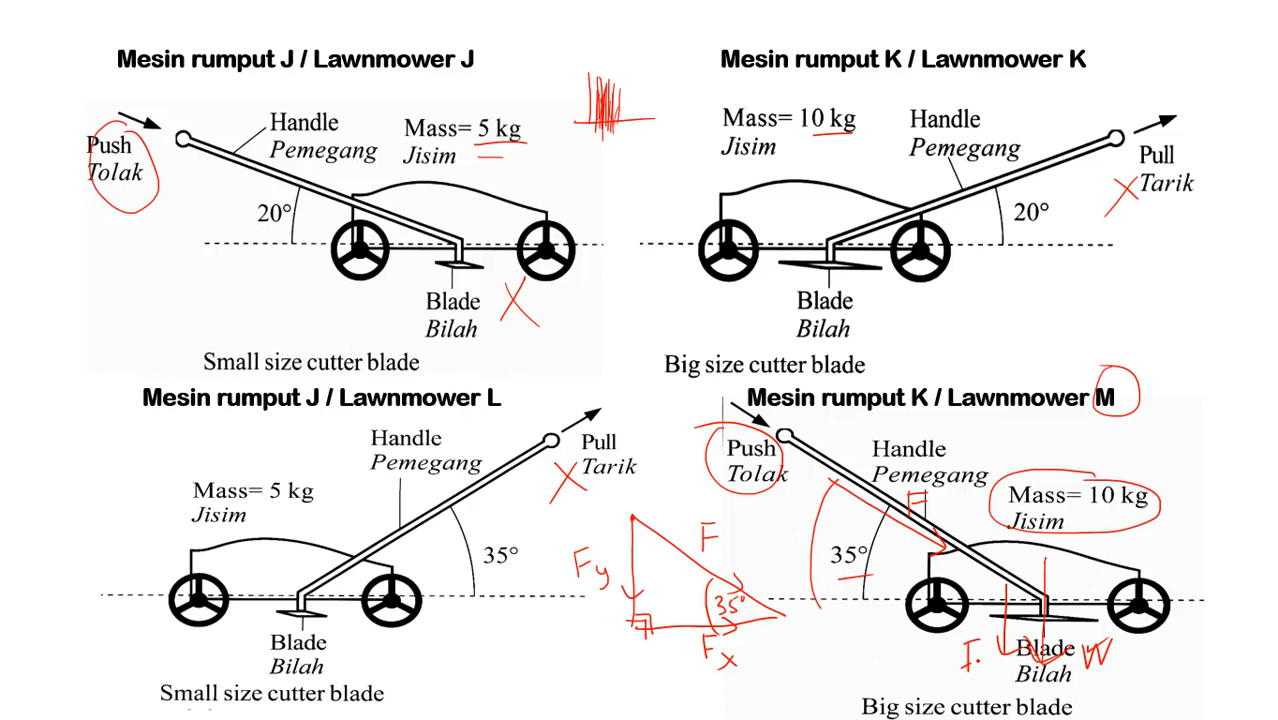 Mesin rumput J / Lawnmower J
Push
Tolak
Handle
Pemegang
Mass= 5 kg
Jisim
20°
Blade
Bilah
Small size cutter blade
Mesin rumput K / Lawnmower K
Mass= 10 kg
Jisim
Handle
Pemegang
Pull
Tarik
20°
Blade
Bilah
Big size cutter blade
Mesin rumput J / Lawnmower L
Handle
Pemegang
Pull
Tarik
Mass= 5 kg
Jisim
35°
Blade
Bilah
Small size cutter blade
Mesin rumput K / Lawnmower M
Push
Tolak
Handle
Pemegang
F
Mass= 10 kg
Jisim
35°
F
Fy
35°
Fx
I.
W
Blade
Bilah
Big size cutter blade